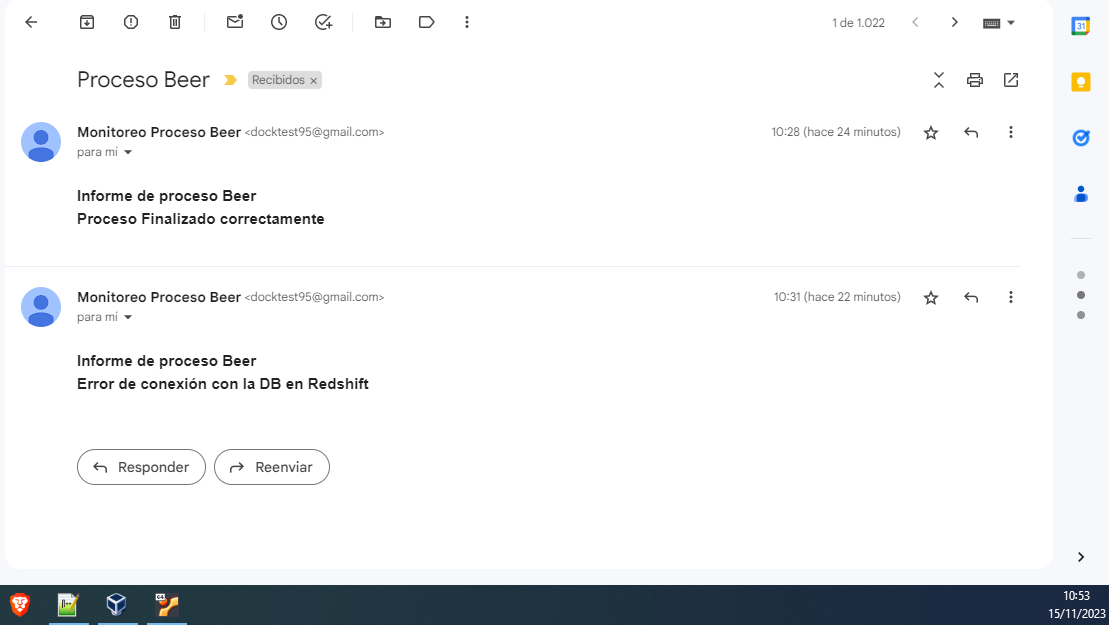 1 de 1.022
31
Proceso Beer
Recibidos ×
Monitoreo Proceso Beer <docktest95@gmail.com>
10:28 (hace 24 minutos)
para mí
Informe de proceso Beer
Proceso Finalizado correctamente
Monitoreo Proceso Beer <docktest95@gmail.com>
10:31 (hace 22 minutos)
para mí
Informe de proceso Beer
Error de conexión con la DB en Redshift
Responder
Reenviar
64
10:53
15/11/2023